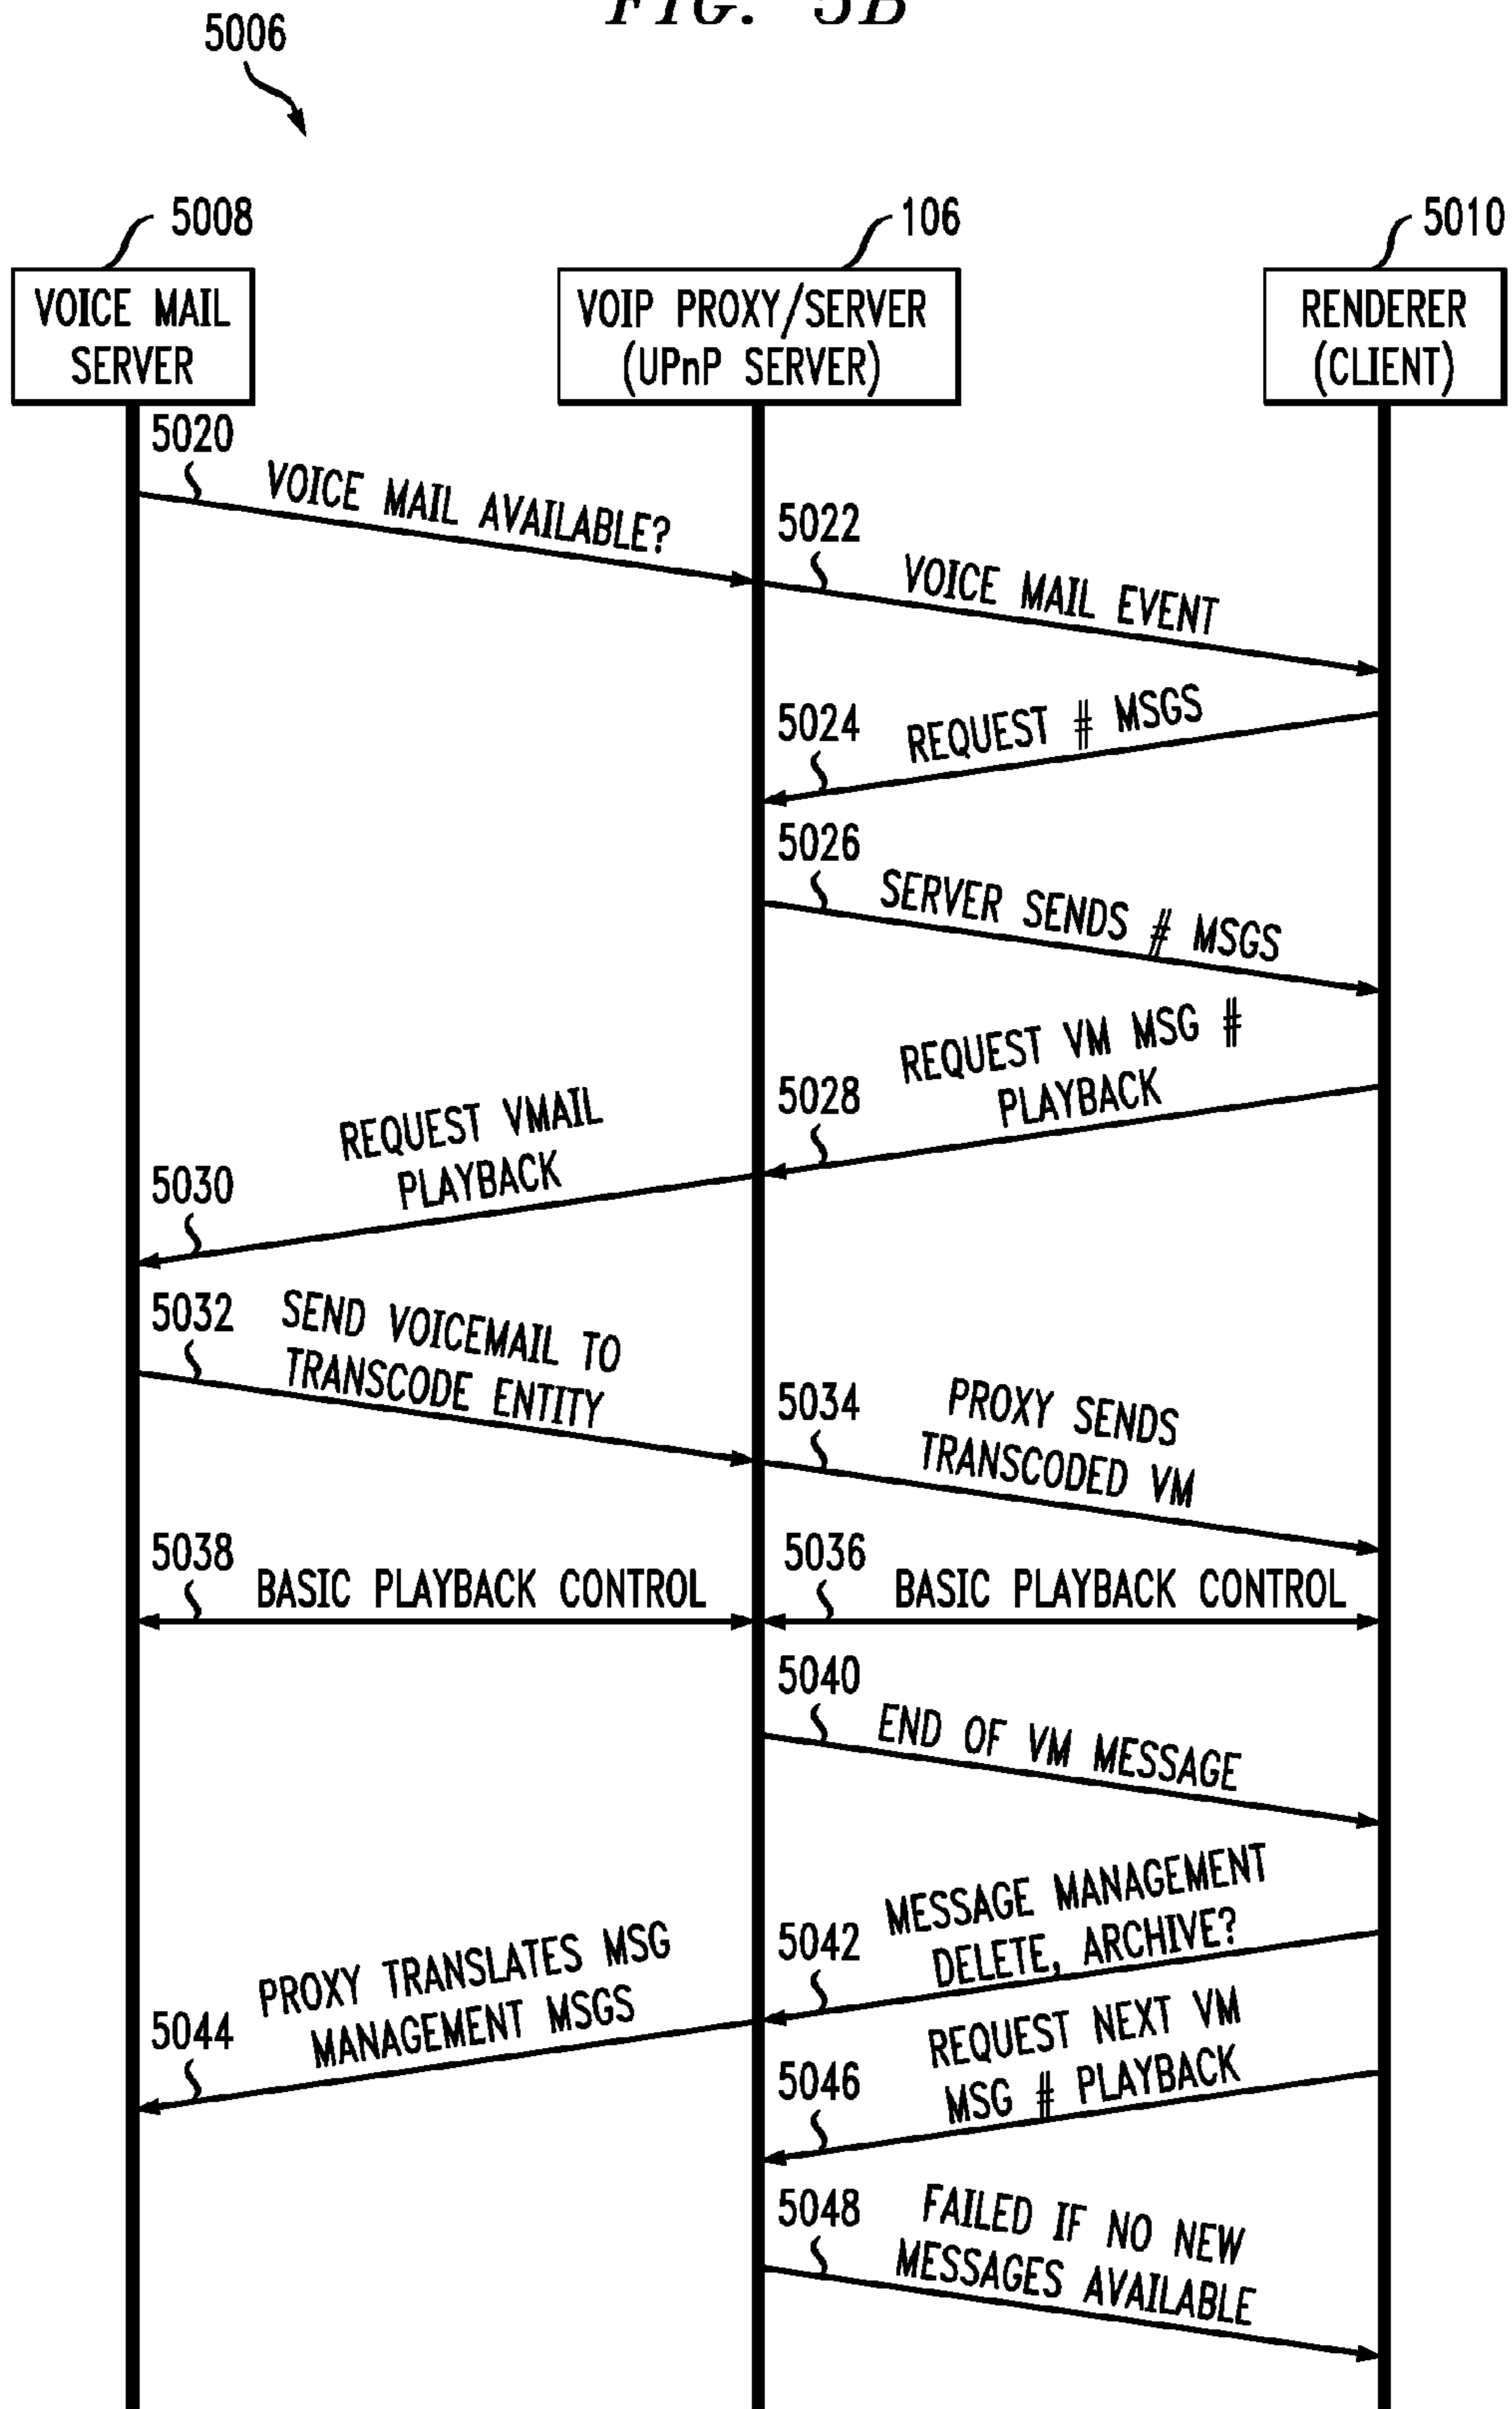 FIG. 5B
5006
5008
106
5010
VOICE MAIL
SERVER
VOIP PROXY/SERVER
(UPnP SERVER)
RENDERER
(CLIENT)
5020
VOICE MAIL AVAILABLE?
5022
VOICE MAIL EVENT
5024
REQUEST # MSGS
5026
SERVER SENDS # MSGS
5028
REQUEST VM MSG #
PLAYBACK
5030
REQUEST VMAIL
PLAYBACK
5032
SEND VOICEMAIL TO
TRANSCODE ENTITY
5034
PROXY SENDS
TRANSCODED VM
5038
BASIC PLAYBACK CONTROL
5036
BASIC PLAYBACK CONTROL
5040
END OF VM MESSAGE
5042
MESSAGE MANAGEMENT
DELETE, ARCHIVE?
5044
PROXY TRANSLATES MSG
MANAGEMENT MSGS
5046
REQUEST NEXT VM
MSG # PLAYBACK
5048
FAILED IF NO NEW
MESSAGES AVAILABLE